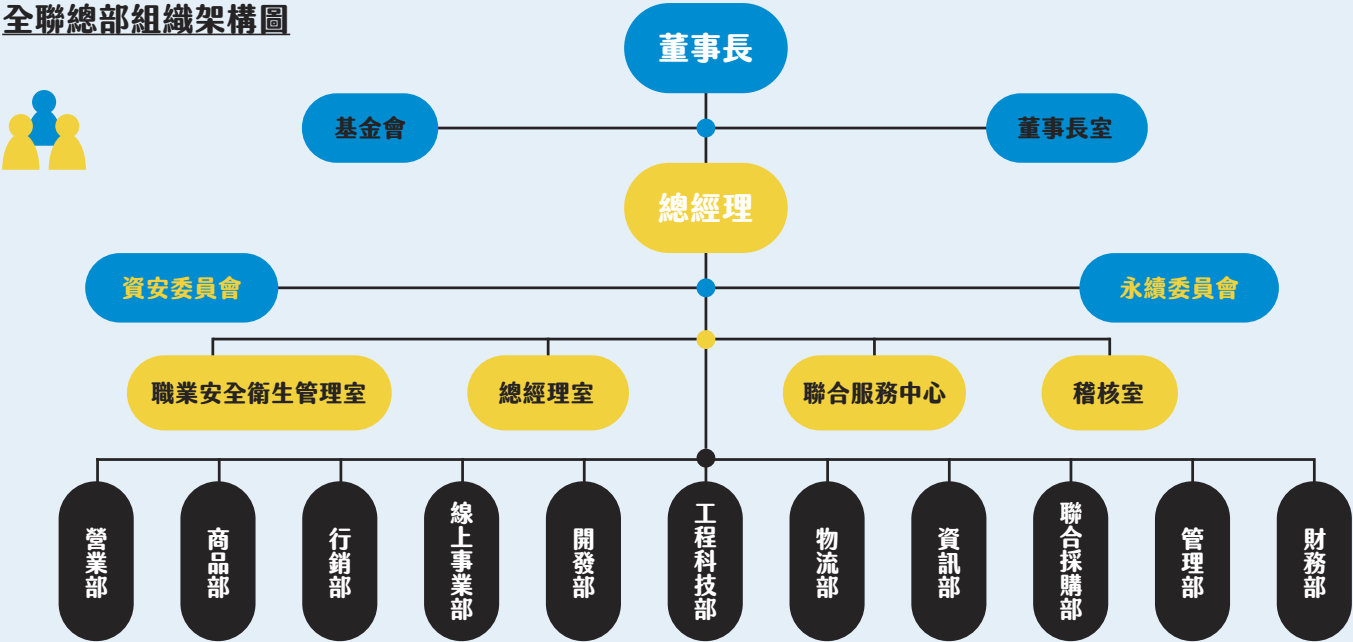 全聯總部組織架構圖
董事長
基金會
董事長室
總經理
資安委員會
永續委員會
職業安全衛生管理室
總經理室
聯合服務中心
稽核室
營業部
商品部
行銷部
線上事業部
開發部
工程科技部
物流部
資訊部
聯合採購部
管理部
財務部